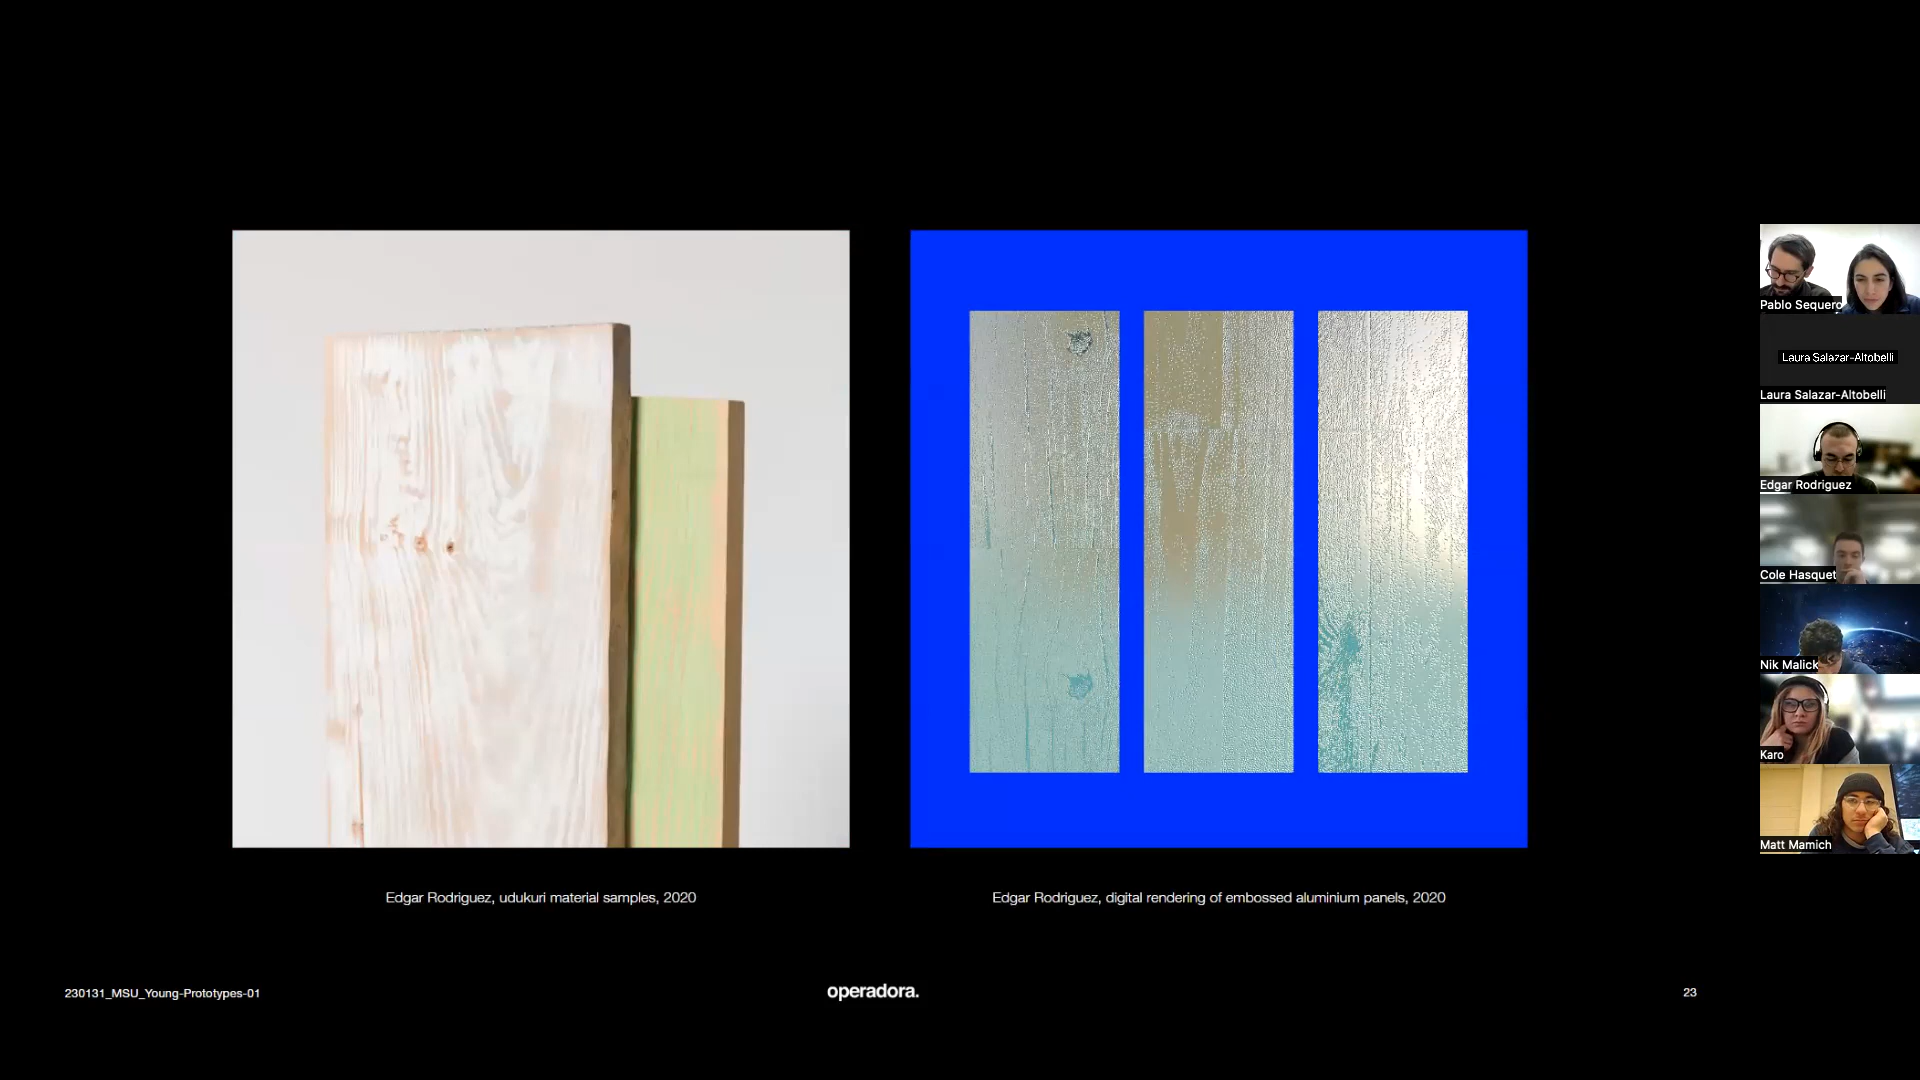 Edgar Rodriguez, udukuri material samples, 2020
Edgar Rodriguez, digital rendering of embossed aluminium panels, 2020
230131_MSU_Young-Prototypes-01
operadora.
23
Pablo Sequero
Laura Salazar-Altobelli
Laura Salazar-Altobelli
Edgar Rodriguez
Cole Hasquet
Nik Malick
Karo
Matt Mamich